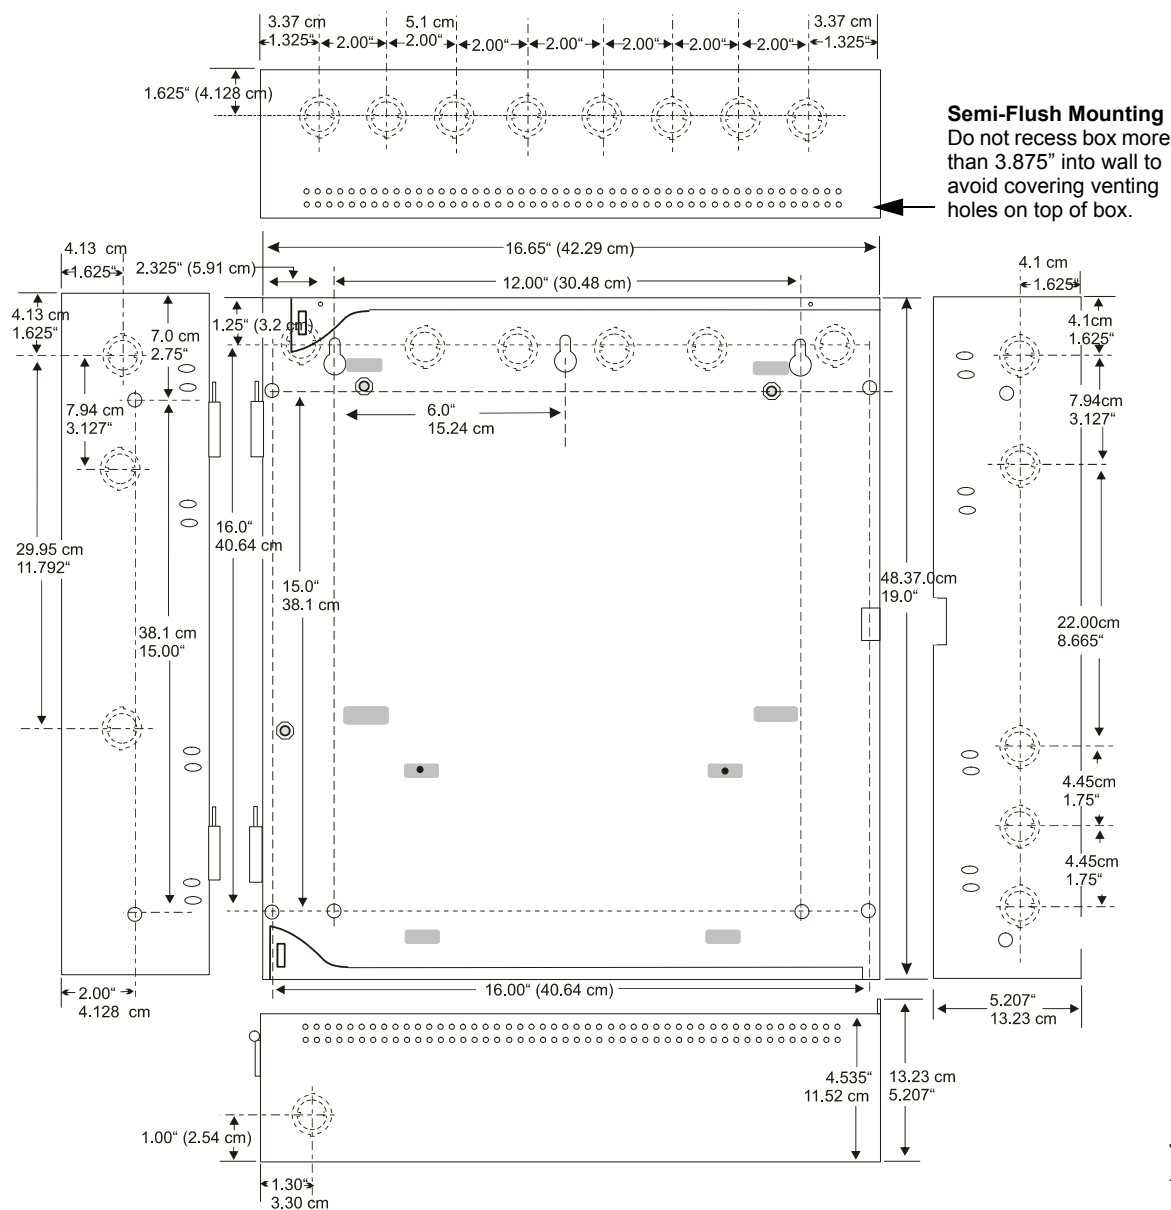 3.37 cm 5.1 cm 3.37 cm
1.325“ 2.00“ 2.00“ 2.00“ 2.00“ 2.00“ 2.00“ 2.00“ 1.325“
1.625“ (4.128 cm)
Semi-Flush Mounting
Do not recess box more
than 3.875” into wall to
avoid covering venting
holes on top of box.
16.65“ (42.29 cm)
4.13 cm
1.625“
2.325“ (5.91 cm)
12.00“ (30.48 cm)
4.1 cm
1.625“
4.13 cm
1.625“
7.0 cm
2.75“
1.25“ (3.2 cm)
4.1cm
1.625“
7.94 cm
3.127“
6.0“
15.24 cm
7.94cm
3.127“
29.95 cm
11.792“
16.0“
40.64 cm
15.0“
38.1 cm
48.37.0cm
19.0“
38.1 cm
15.00“
22.00cm
8.665“
4.45cm
1.75“
4.45cm
1.75“
2.00“
4.128 cm
16.00“ (40.64 cm)
5.207“
13.23 cm
4.535“
11.52 cm
13.23 cm
5.207“
1.00“ (2.54 cm)
1.30“
3.30 cm